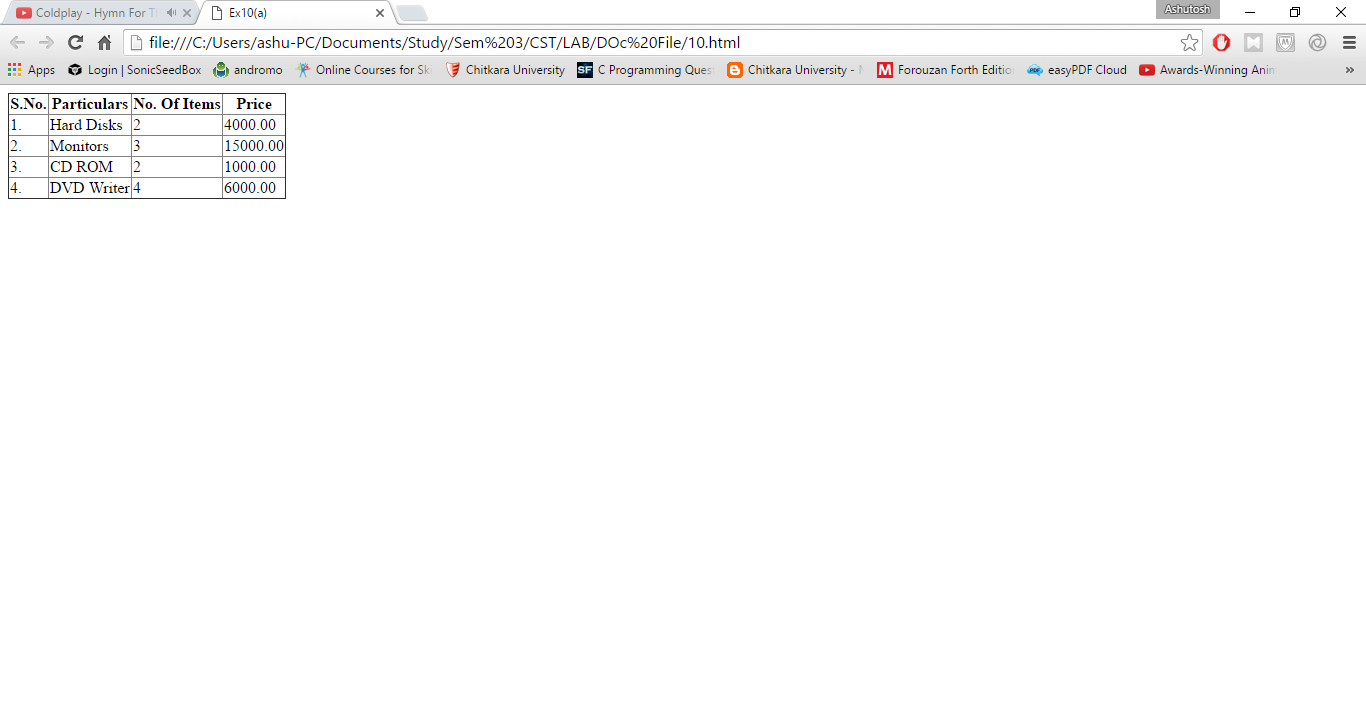 Coldplay - Hymn For Ti Ex10(a) Ashutosh
file:///C:/Users/ashu-PC/Documents/Study/Sem%203/CST/LAB/DOc%20File/10.html
Apps Login | SonicSeedBox andromo Online Courses for Sk Chitkara University SF C Programming Ques Chitkara University - M Forouzan Forth Editio easyPDF Cloud Awards-Winning Anin »
S.No. Particulars No. Of Items Price
1. Hard Disks 2 4000.00
2. Monitors 3 15000.00
3. CD ROM 2 1000.00
4. DVD Writer 4 6000.00